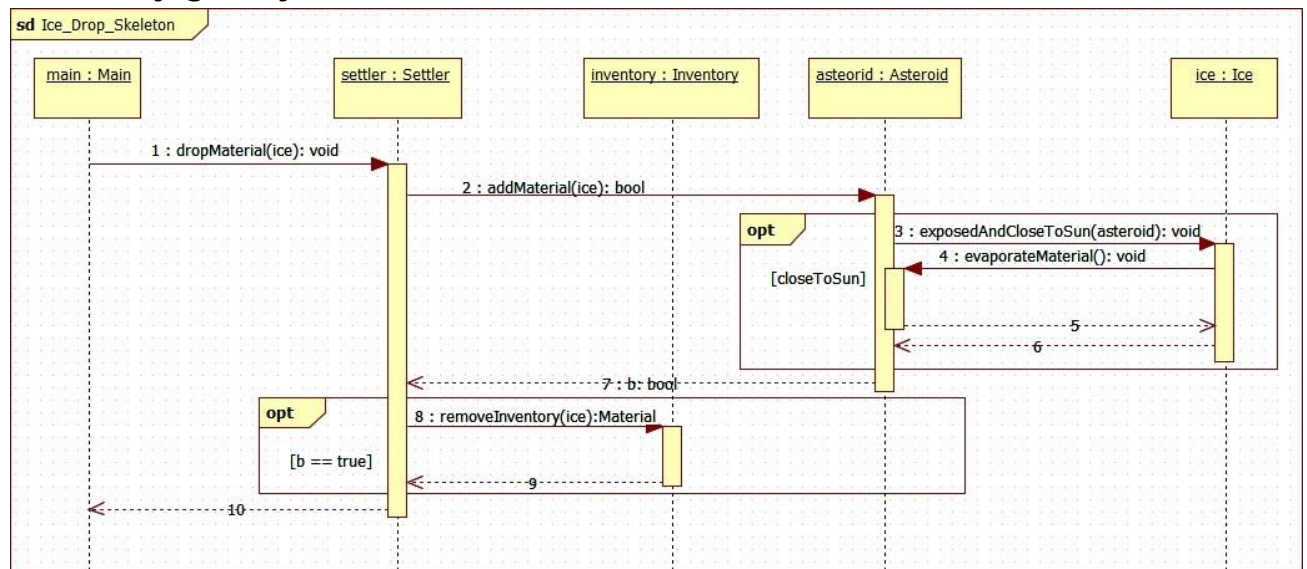 sd Ice_Drop_Skeleton
main : Main
settler : Settler
inventory : Inventory
asteorid : Asteroid
ice : Ice
1 : dropMaterial(ice): void
2 : addMaterial(ice): bool
opt
3 : exposedAndCloseToSun(asteroid): void
4 : evaporateMaterial(): void
[closeToSun]
5
6
7 : b: bool
opt
8 : removeInventory(ice):Material
[b == true]
9
10